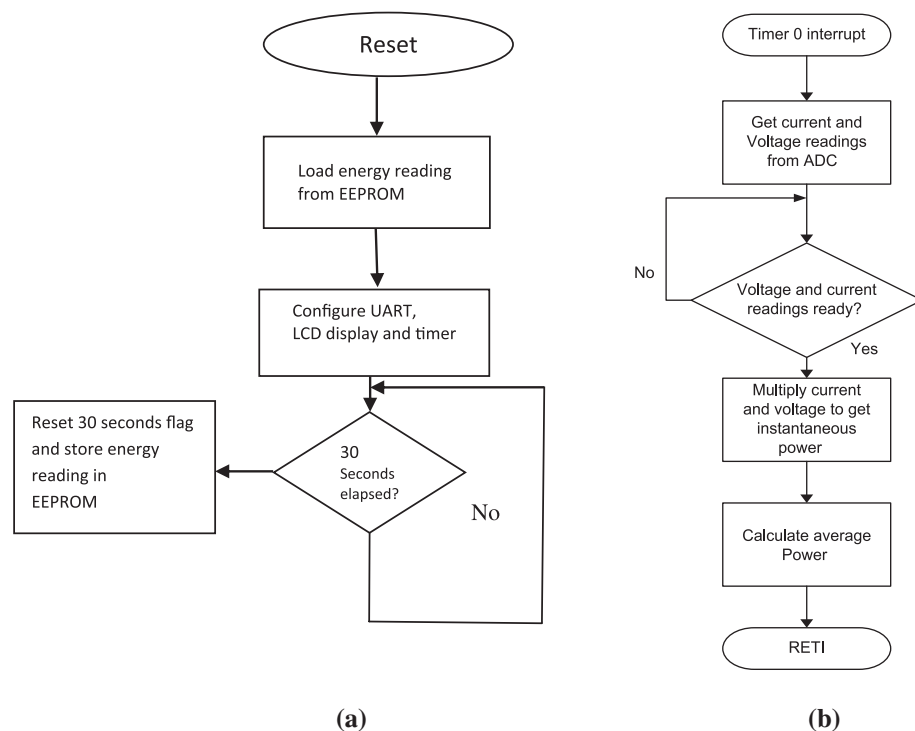 Reset
Load energy reading
from EEPROM
Configure UART,
LCD display and timer
Reset 30 seconds flag
and store energy
reading in
EEPROM
30
Seconds
elapsed?
No
(a)
Timer 0 interrupt
Get current and
Voltage readings
from ADC
No
Voltage and current
readings ready?
Yes
Multiply current
and voltage to get
instantaneous
power
Calculate average
Power
RETI
(b)